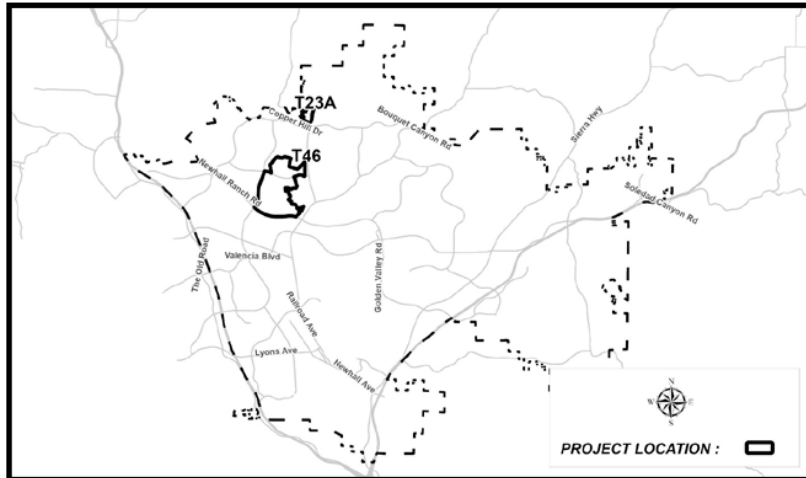 T23A
Copper Hill Dr
Bouquet Canyon Rd
Sierra Hwy
T46
Newhall Ranch Rd
Soledad Canyon Rd
Valencia Blvd
The Old Road
Golden Valley Rd
Railroad Ave
Lyons Ave
Newhall Ave
N
W E
S
PROJECT LOCATION :